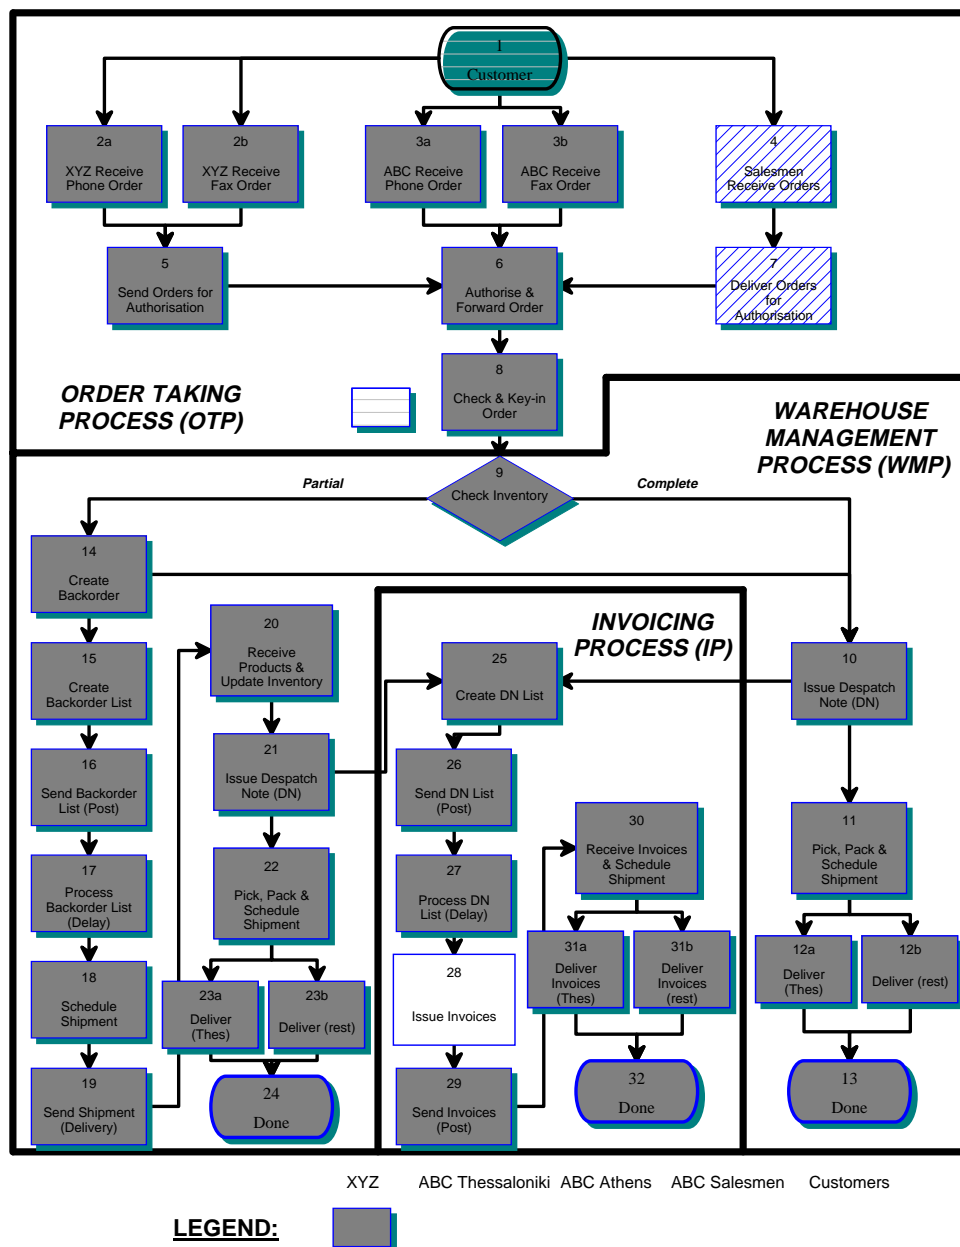 1
Customer
2a
XYZ Receive
Phone Order
2b
XYZ Receive
Fax Order
3a
ABC Receive
Phone Order
3b
ABC Receive
Fax Order
4
Salesmen
Receive Orders
5
Send Orders for
Authorisation
6
Authorise &
Forward Order
7
Deliver Orders
for
Authorisation
8
Check & Key-in
Order
ORDER TAKING
PROCESS (OTP)
WAREHOUSE
MANAGEMENT
PROCESS (WMP)
9
Check Inventory
Partial
Complete
14
Create
Backorder
15
Create
Backorder List
16
Send Backorder
List (Post)
17
Process
Backorder List
(Delay)
18
Schedule
Shipment
19
Send Shipment
(Delivery)
20
Receive
Products &
Update Inventory
21
Issue Despatch
Note (DN)
22
Pick, Pack &
Schedule
Shipment
23a
Deliver
(Thes)
23b
Deliver (rest)
24
Done
INVOICING
PROCESS (IP)
25
Create DN List
26
Send DN List
(Post)
27
Process DN
List (Delay)
28
Issue Invoices
29
Send Invoices
(Post)
30
Receive Invoices
& Schedule
Shipment
31a
Deliver
Invoices
(Thes)
31b
Deliver
Invoices
(rest)
32
Done
10
Issue Despatch
Note (DN)
11
Pick, Pack &
Schedule
Shipment
12a
Deliver
(Thes)
12b
Deliver (rest)
13
Done
XYZ ABC Thessaloniki ABC Athens ABC Salesmen Customers
LEGEND: